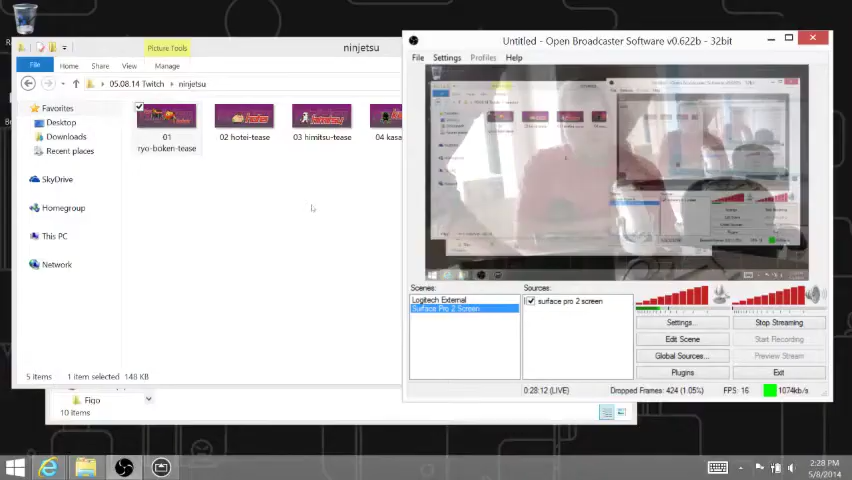 Picture Tools
ninjetsu
File
Home
Share
View
Manage
05.08.14 Twitch
ninjetsu
Favorites
Desktop
Downloads
Recent places
SkyDrive
Homegroup
This PC
Network
01
ryo-boken-tease
02 hotei-tease
03 himitsu-tease
04 kasa
5 items
1 item selected
148 KB
Figo
10 items
Untitled - Open Broadcaster Software v0.622b - 32bit
File
Settings
Profiles
Help
Scenes:
Sources:
Logitech External
Surface Pro 2 Screen
surface pro 2 screen
Settings...
Stop Streaming
Edit Scene
Start Recording
Global Sources...
Preview Stream
Plugins
Exit
0:28:12 (LIVE)
Dropped Frames: 424 (1.05%)
FPS: 16
1074kb/s
2:28 PM
5/8/2014